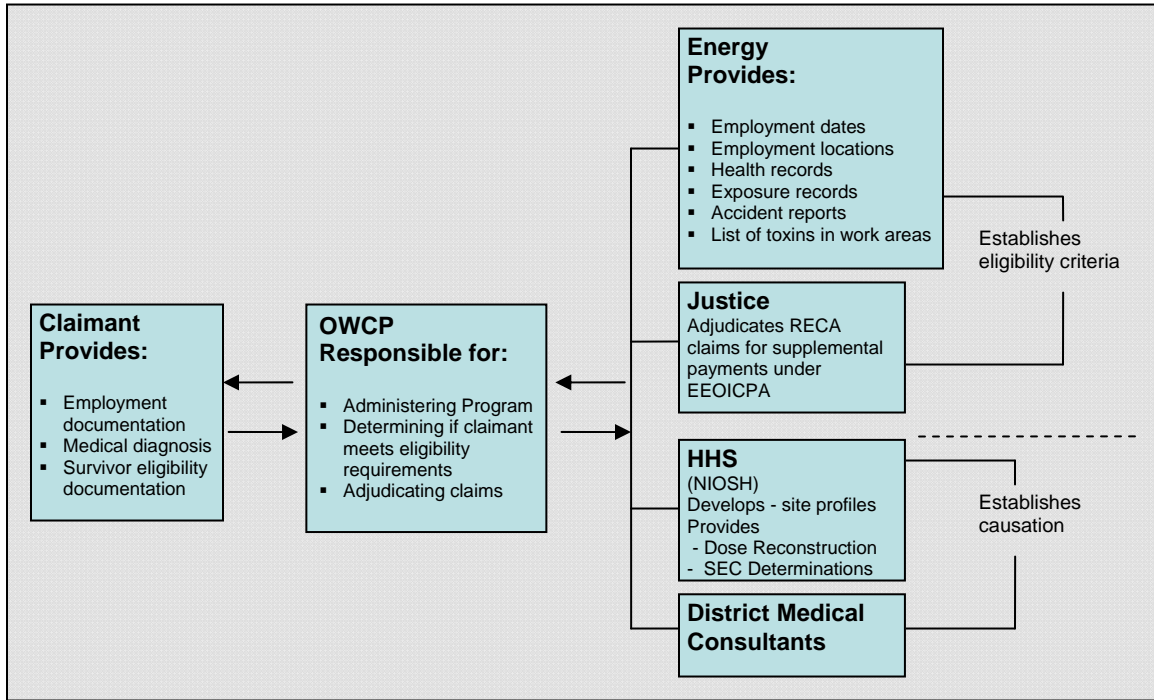 Claimant
Provides:
▪ Employment
documentation
▪ Medical diagnosis
▪ Survivor eligibility
documentation
OWCP
Responsible for:
▪ Administering Program
▪ Determining if claimant
meets eligibility
requirements
▪ Adjudicating claims
Energy
Provides:
▪ Employment dates
▪ Employment locations
▪ Health records
▪ Exposure records
▪ Accident reports
▪ List of toxins in work areas
Justice
Adjudicates RECA
claims for supplemental
payments under
EEOICPA
Establishes
eligibility criteria
HHS
(NIOSH)
Develops - site profiles
Provides
- Dose Reconstruction
- SEC Determinations
District Medical
Consultants
Establishes
causation